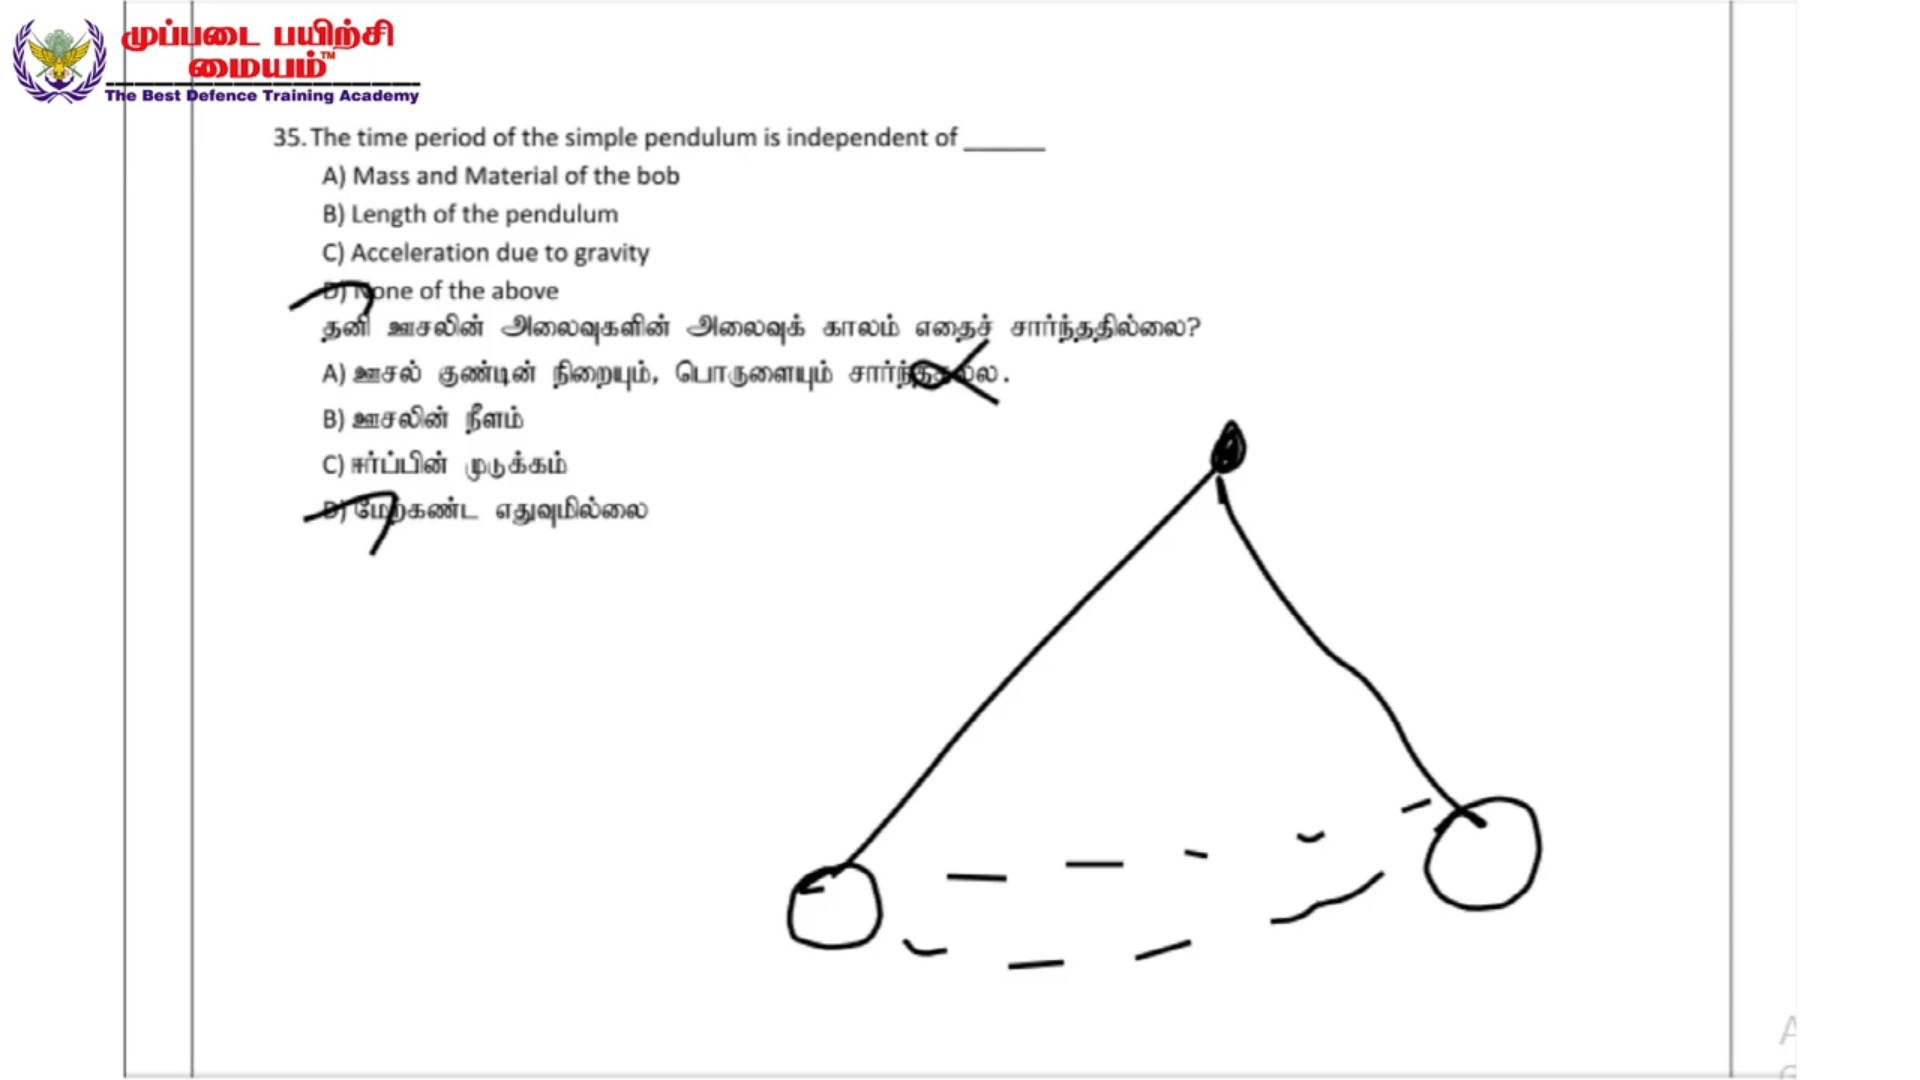 முப்படை பயிற்சி
மையம்™
The Best Defence Training Academy
35. The time period of the simple pendulum is independent of ______
A) Mass and Material of the bob
B) Length of the pendulum
C) Acceleration due to gravity
D) None of the above
தனி ஊசலின் அலைவுகளின் அலைவுக் காலம் எதைச் சார்ந்ததில்லை?
A) ஊசல் குண்டின் நிறையும், பொருளையும்
B) ஊசலின் நீளம்
C) ஈர்ப்பின் முடுக்கம்
D) மேற்கண்ட எதுவுமில்லை